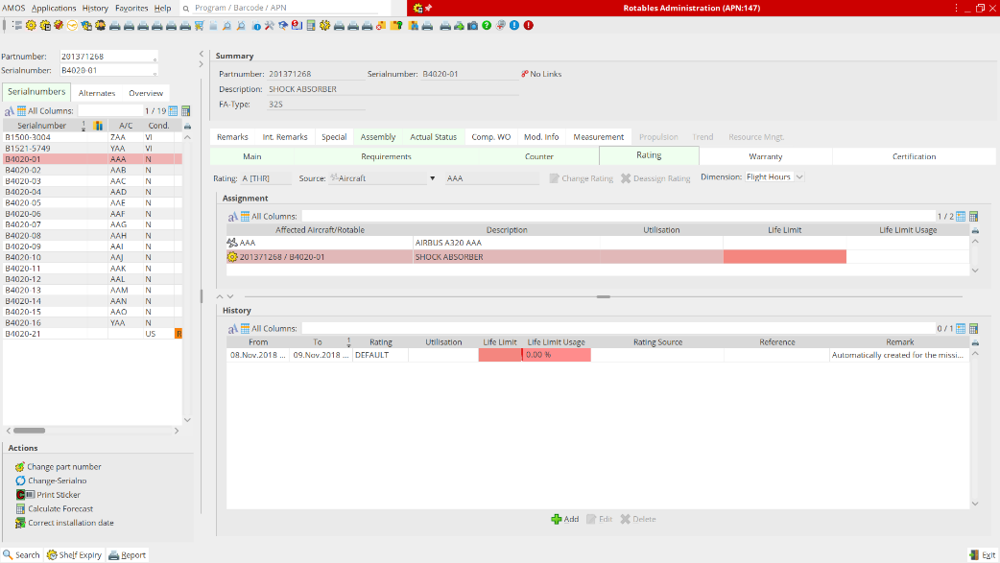 AMOS Applications History Favorites Help Program / Barcode / APN Rotables Administration (APN:147)
Partnumber: 201371268
Serialnumber: B4020-01
Serialnumbers Alternates Overview
All Columns: 1 / 19
Serialnumber 1 A/C Cond.
B1500-3004 ZAA VI
B1521-5749 YAA VI
B4020-01 AAA N
B4020-02 AAB N
B4020-03 AAC N
B4020-04 AAD N
B4020-05 AAE N
B4020-06 AAF N
B4020-07 AAG N
B4020-08 AAH N
B4020-09 AAI N
B4020-10 AAJ N
B4020-11 AAK N
B4020-12 AAL N
B4020-13 AAM N
B4020-14 AAN N
B4020-15 AAO N
B4020-16 YAA N
B4020-21 US R
Actions
Change part number
Change-Serialno
Print Sticker
Calculate Forecast
Correct installation date
Summary
Partnumber: 201371268 Serialnumber: B4020-01 No Links
Description: SHOCK ABSORBER
FA-Type: 32S
Remarks Int. Remarks Special Assembly Actual Status Comp. WO Mod. Info Measurement Propulsion Trend Resource Mngt.
Main Requirements Counter Rating Warranty Certification
Rating: A [THR] Source: Aircraft AAA Change Rating Deassign Rating Dimension: Flight Hours
Assignment
All Columns: 1 / 2
Affected Aircraft/Rotable Description Utilisation Life Limit Life Limit Usage
AAA AIRBUS A320 AAA
201371268 / B4020-01 SHOCK ABSORBER
History
All Columns: 0 / 1
From To 1 Rating Utilisation Life Limit Life Limit Usage Rating Source Reference Remark
08.Nov.2018 ... 09.Nov.2018 ... DEFAULT 0.00 % Automatically created for the missi...
Add Edit Delete
Search Shelf Expiry Report Exit